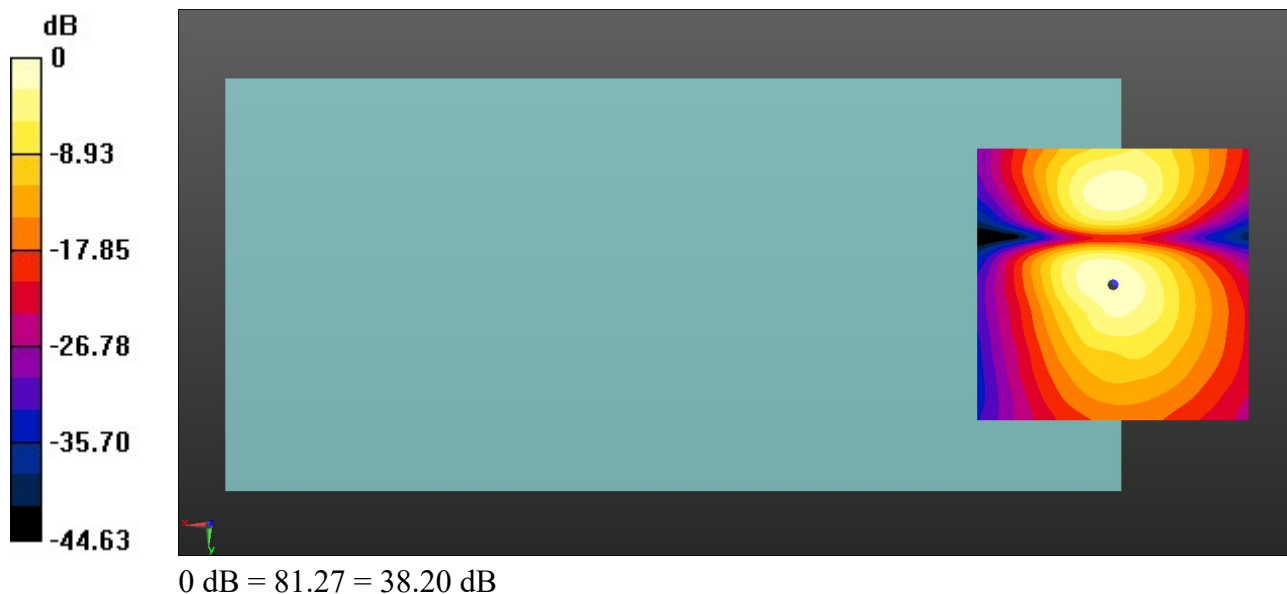 dB
0
-8.93
-17.85
-26.78
-35.70
-44.63
x
y
0 dB = 81.27 = 38.20 dB